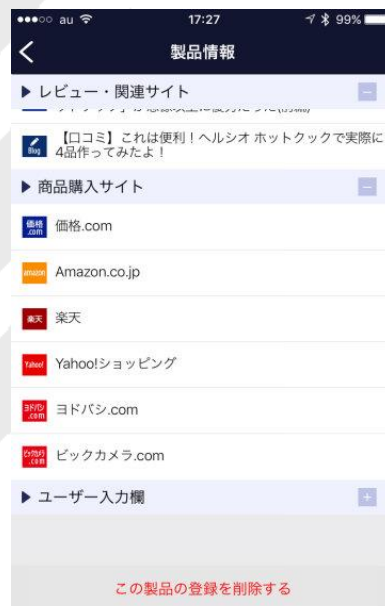 au 17:27 99%
製品情報
レビュー・関連サイト
Blog 【口コミ】これは便利！ヘルシオ ホットクックで実際に
4品作ってみたよ！
商品購入サイト
価格.com 価格.com
amazon Amazon.co.jp
楽天 楽天
Yahoo! Yahoo!ショッピング
ヨドバシ.com ヨドバシ.com
ビックカメラ.com ビックカメラ.com
ユーザー入力欄
この製品の登録を削除する